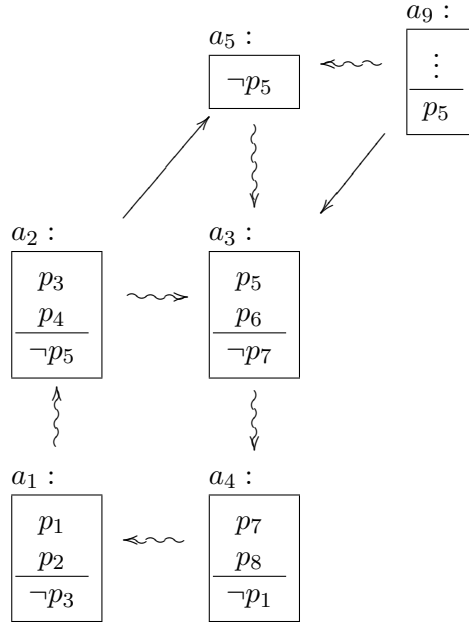 a₉ :
⋮
p₅
a₅ :
¬p₅
a₂ :
p₃
p₄
¬p₅
a₃ :
p₅
p₆
¬p₇
a₁ :
p₁
p₂
¬p₃
a₄ :
p₇
p₈
¬p₁